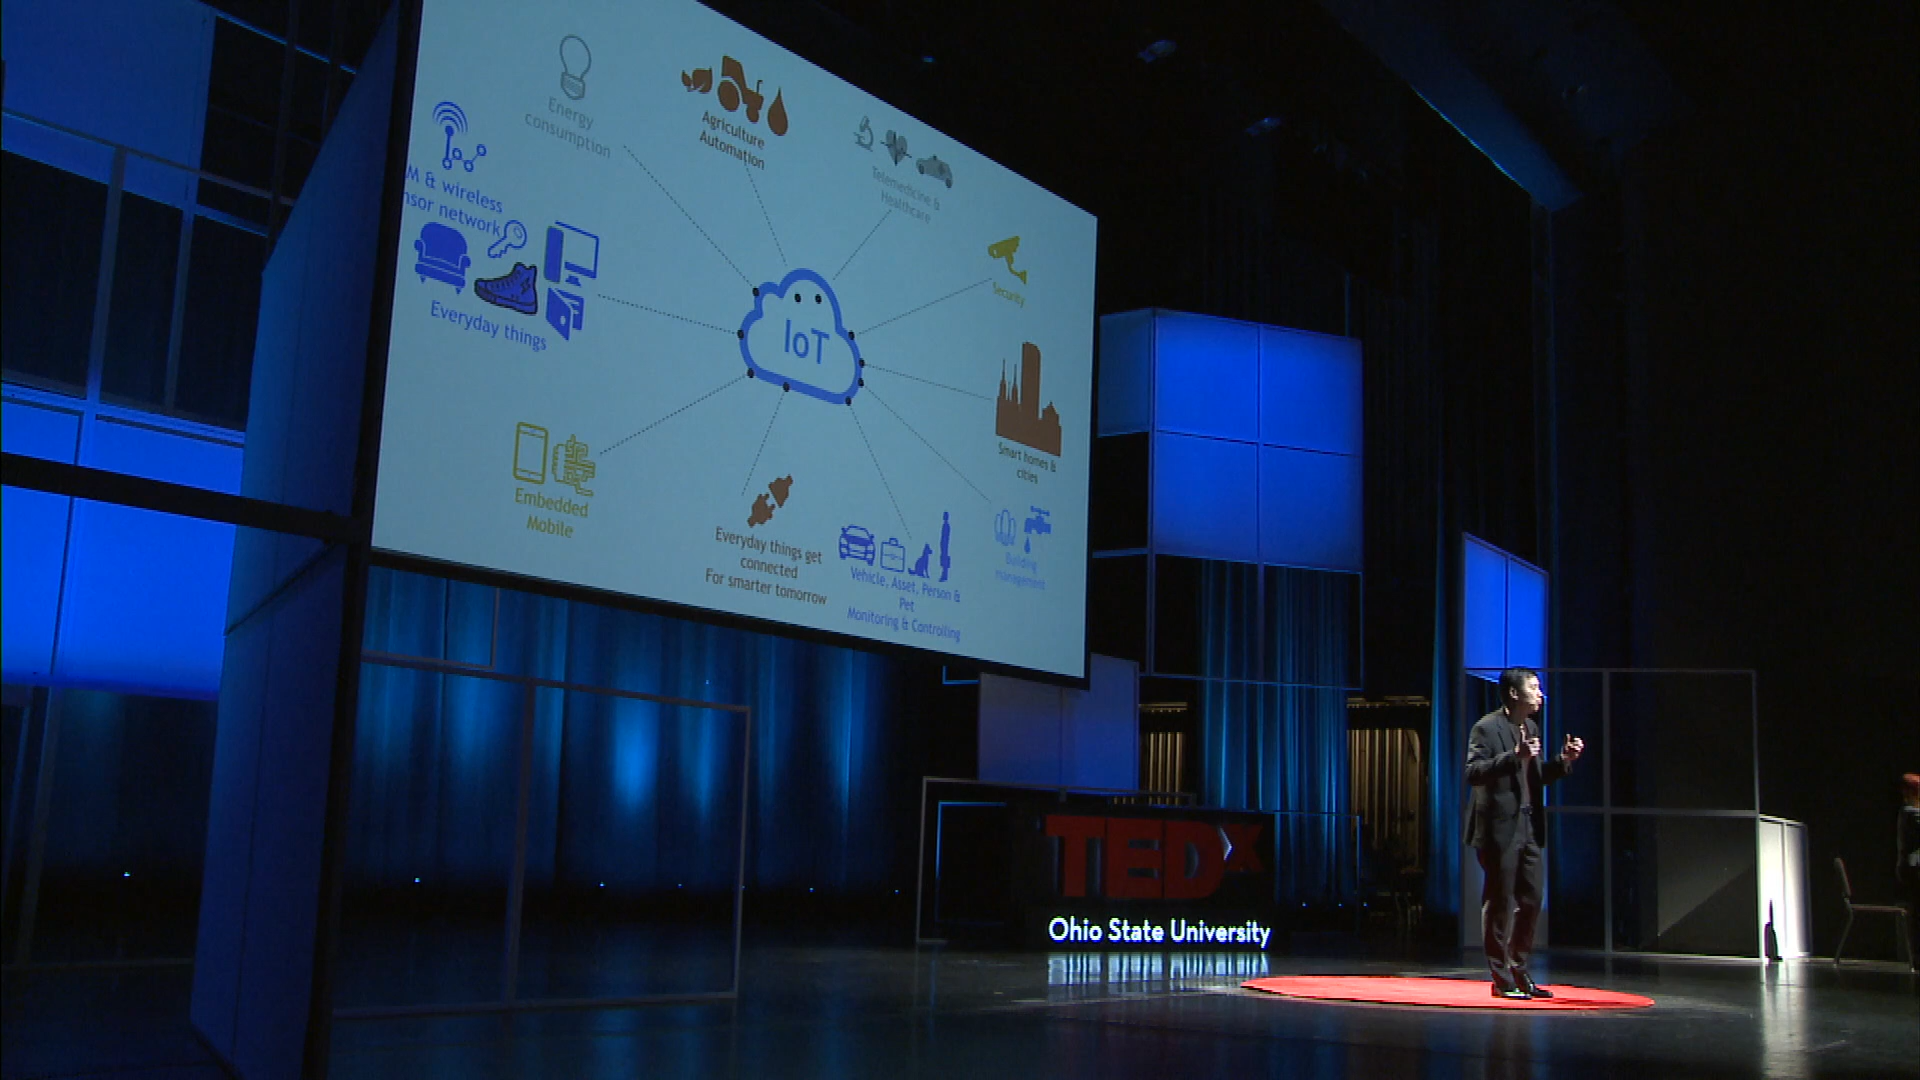 Energy
consumption
Agriculture
Automation
Telemedicine &
Healthcare
M & wireless
nsor network
Security
Everyday things
IoT
Smart homes &
cities
Embedded
Mobile
Everyday things get
connected
For smarter tomorrow
Vehicle, Asset, Person &
Pet
Monitoring & Controlling
Building
management
TEDx
Ohio State University